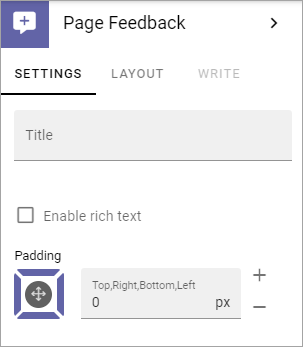 Page Feedback
SETTINGS LAYOUT WRITE
Title
Enable rich text
Padding
Top,Right,Bottom,Left
0 px